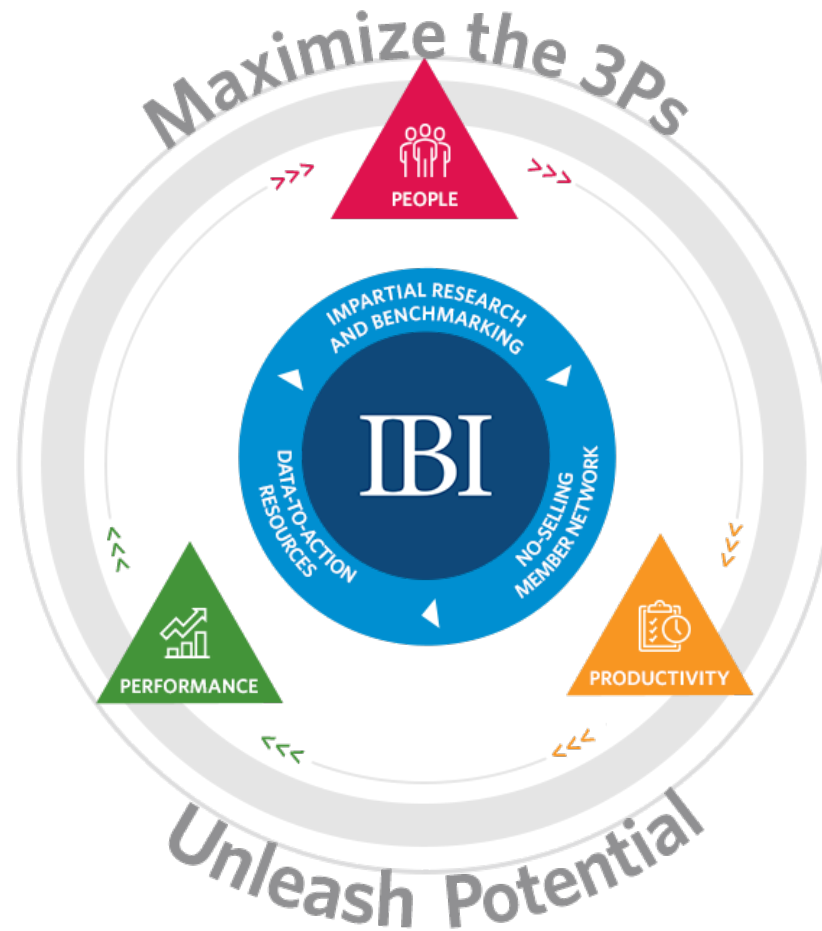 Maximize the 3Ps
PEOPLE
IMPARTIAL RESEARCH
AND BENCHMARKING
IBI
DATA-TO-ACTION
RESOURCES
NO-SELLING
MEMBER NETWORK
PERFORMANCE
PRODUCTIVITY
Unleash Potential